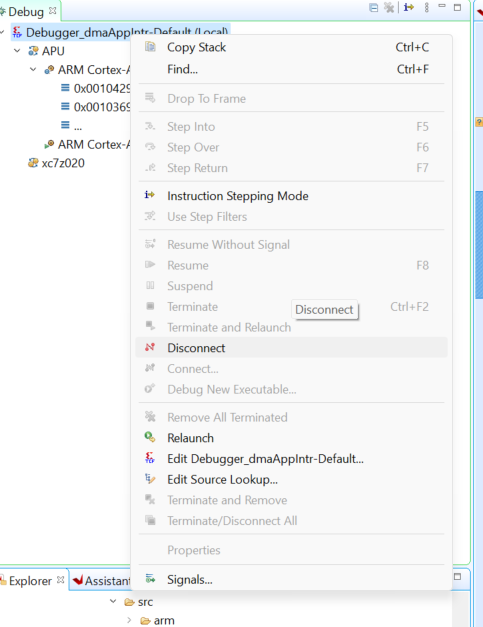 Debug
Debugger_dmaAppIntr-Default (Local)
APU
ARM Cortex-A
0x0010429
0x0010369
...
ARM Cortex-A
xc7z020
Copy Stack Ctrl+C
Find... Ctrl+F
Drop To Frame
Step Into F5
Step Over F6
Step Return F7
Instruction Stepping Mode
Use Step Filters
Resume Without Signal
Resume F8
Suspend
Terminate Ctrl+F2
Disconnect
Terminate and Relaunch
Disconnect
Connect...
Debug New Executable...
Remove All Terminated
Relaunch
Edit Debugger_dmaAppIntr-Default...
Edit Source Lookup...
Terminate and Remove
Terminate/Disconnect All
Properties
Signals...
Explorer Assistant
src
arm